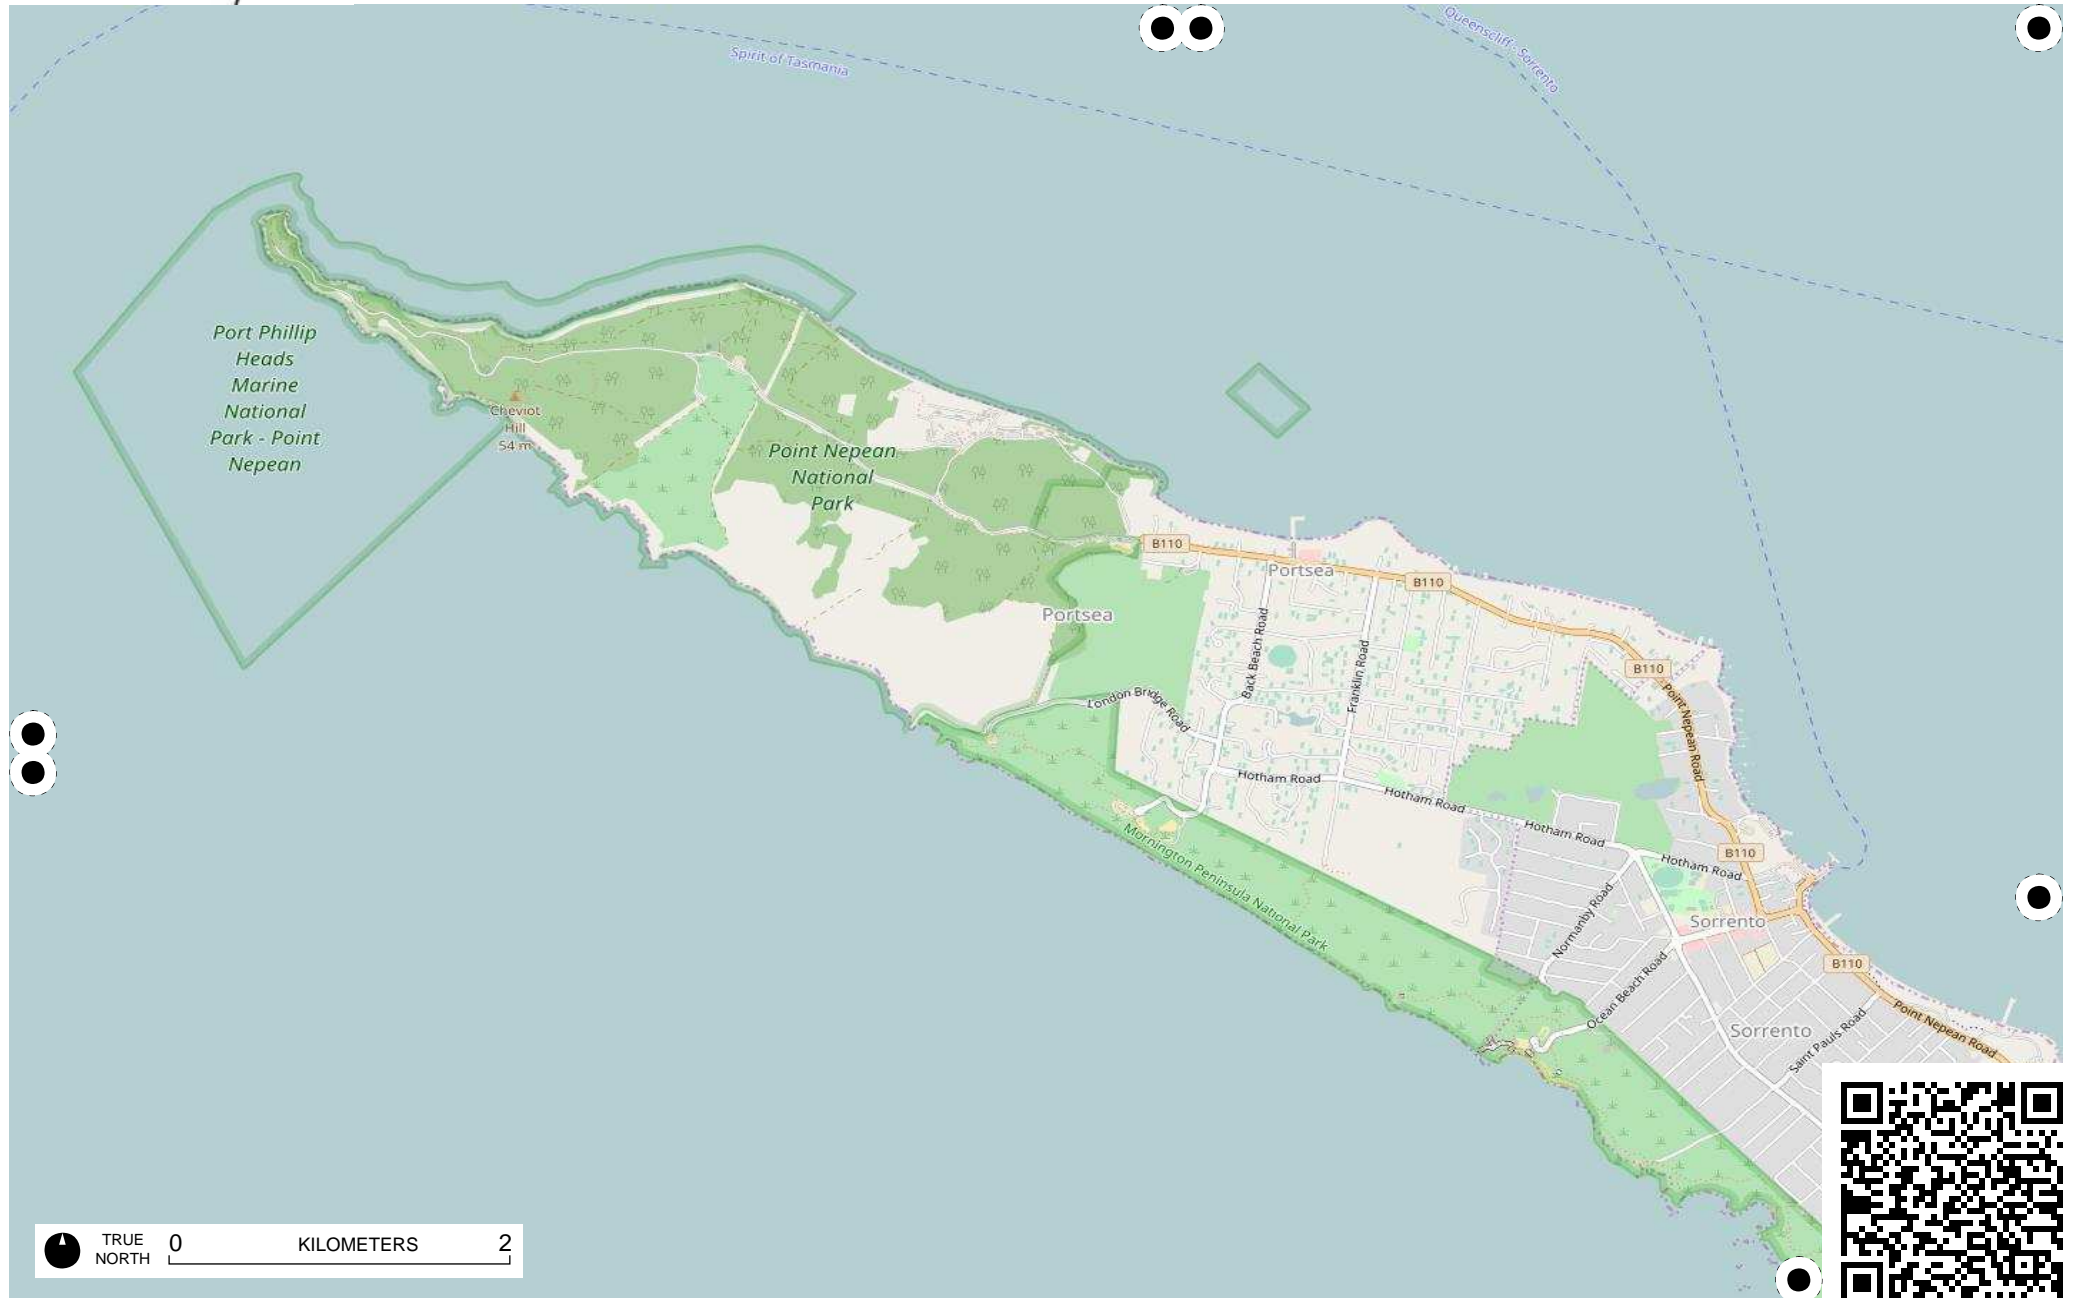 Queenscliff - Sorrento
Spirit of Tasmania
Port Phillip
Heads
Marine
National
Park - Point
Nepean
Cheviot
Hill
54 m
Point Nepean
National
Park
B110
Portsea
B110
Portsea
Back Beach Road
Franklin Road
B110
London Bridge Road
Point Nepean Road
Hotham Road
Hotham Road
Hotham Road
Hotham Road
B110
Mornington Peninsula National Park
Normanby Road
Sorrento
Ocean Beach Road
B110
Sorrento
Saint Pauls Road
Point Nepean Road
TRUE
NORTH
0 KILOMETERS 2